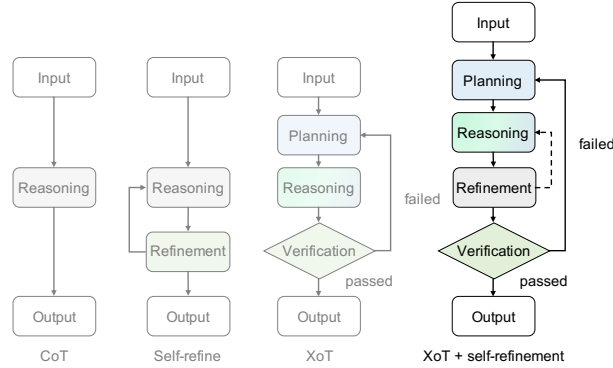 Input
Reasoning
Output
CoT
Input
Reasoning
Refinement
Output
Self-refine
Input
Planning
Reasoning
Verification
failed
passed
Output
XoT
Input
Planning
Reasoning
Refinement
Verification
failed
passed
Output
XoT + self-refinement